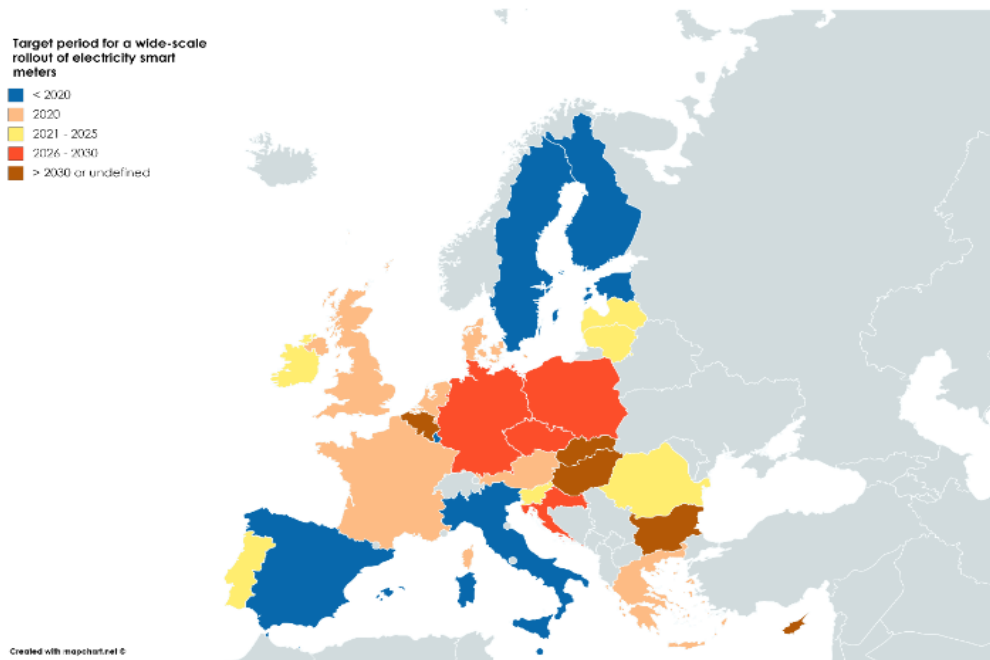 Target period for a wide-scale
rollout of electricity smart
meters
< 2020
2020
2021 - 2025
2026 - 2030
> 2030 or undefined
Created with mapchart.net ©